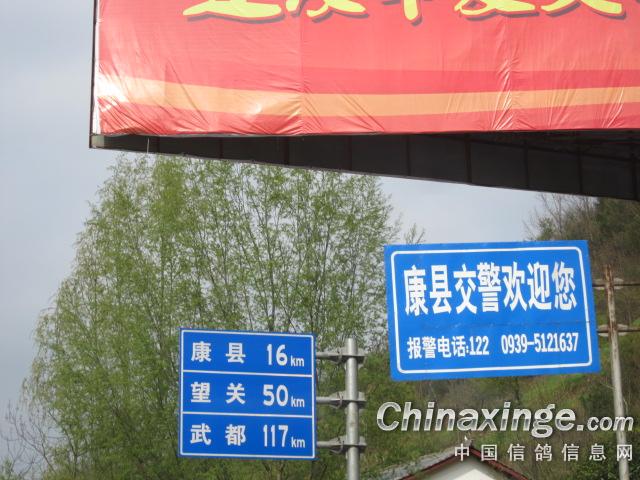 康县交警欢迎您
报警电话:122 0939-5121637
康县 16km
望关 50km
武都 117km
Chinaxinge.com
中国信鸽信息网